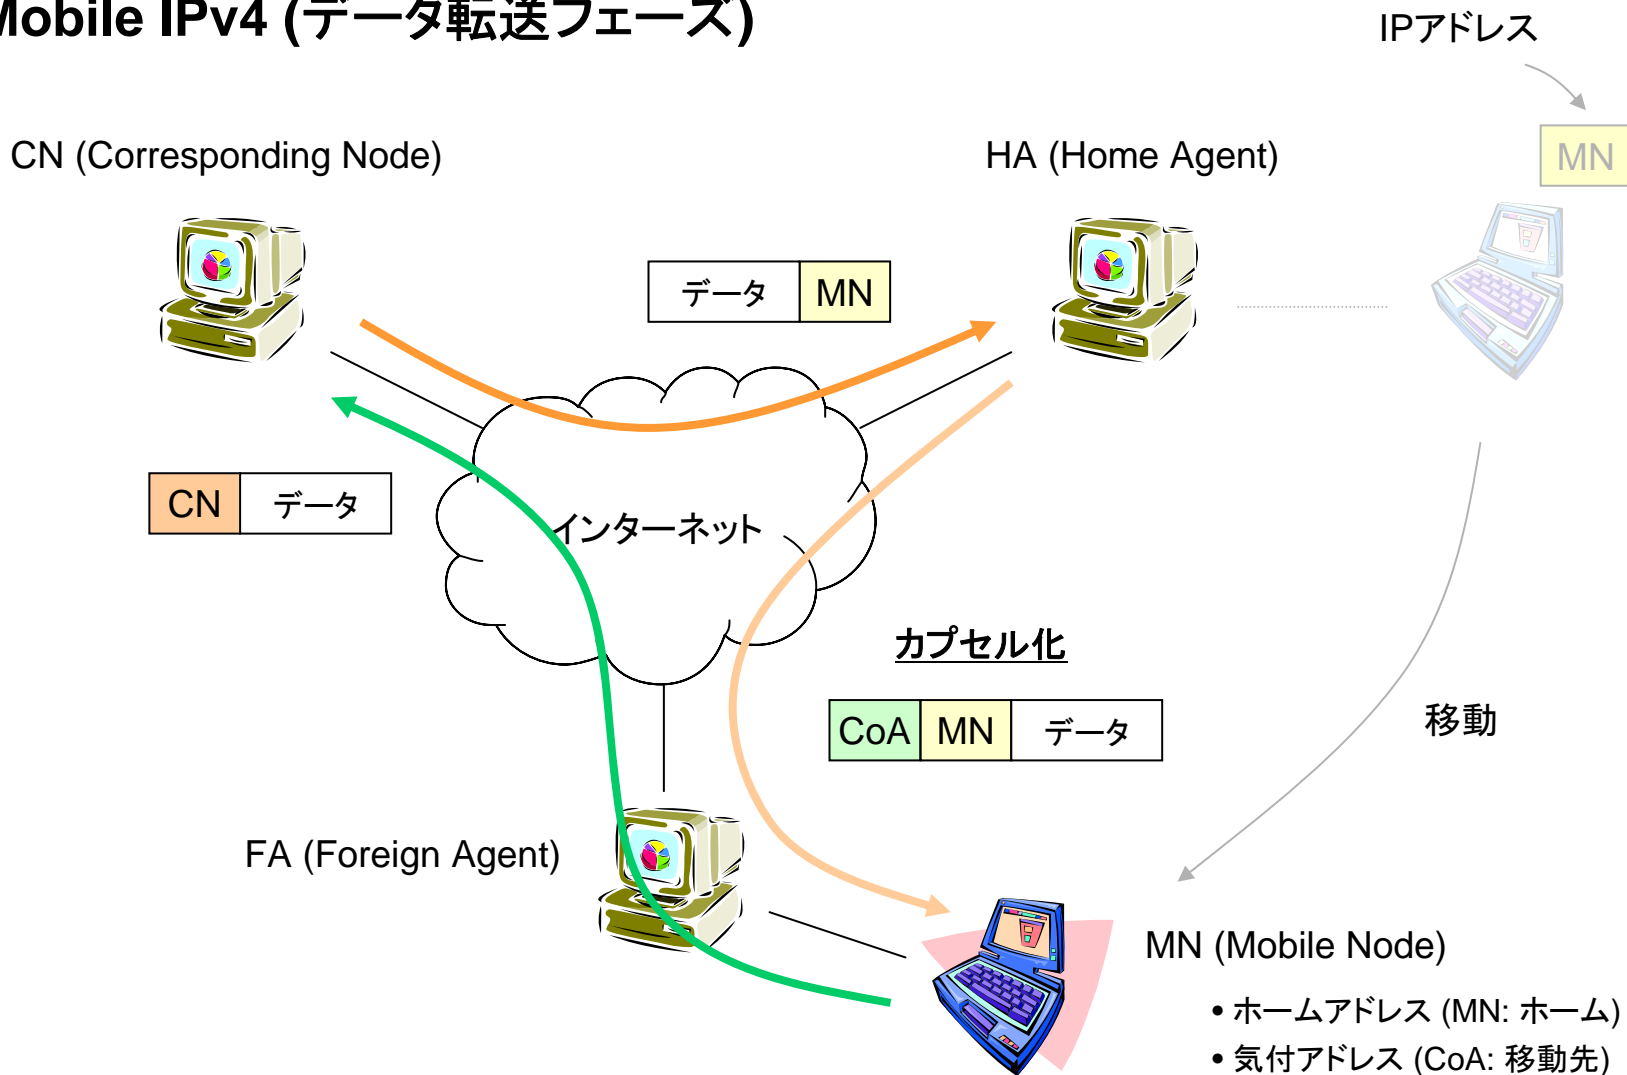 Mobile IPv4 (データ転送フェーズ)
IPアドレス
MN
CN (Corresponding Node)
HA (Home Agent)
データ MN
CN データ
インターネット
カプセル化
CoA MN データ
移動
FA (Foreign Agent)
MN (Mobile Node)
• ホームアドレス (MN: ホーム)
• 気付アドレス (CoA: 移動先)